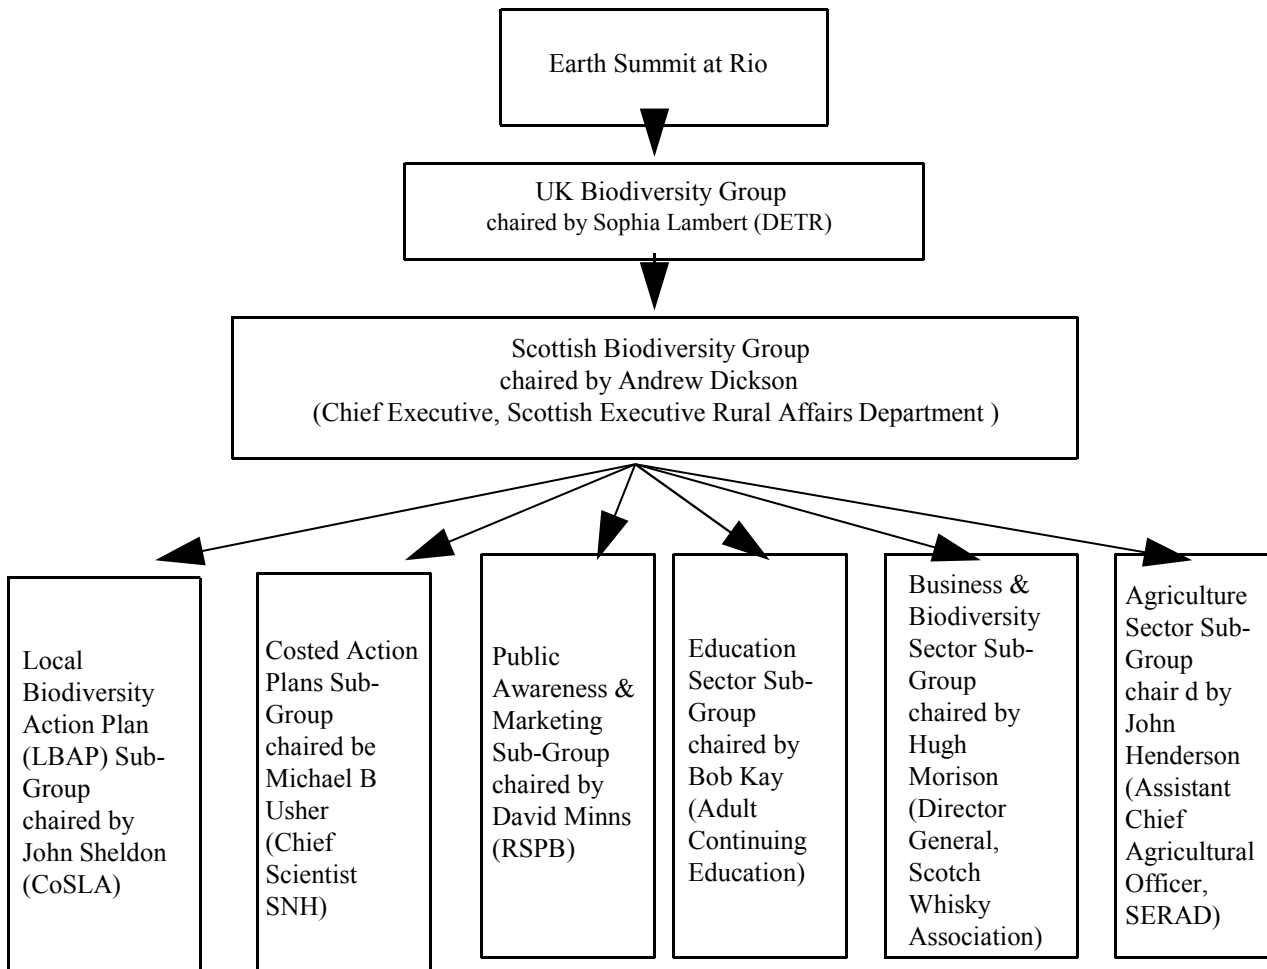 Earth Summit at Rio
UK Biodiversity Group
chaired by Sophia Lambert (DETR)
Scottish Biodiversity Group
chaired by Andrew Dickson
(Chief Executive, Scottish Executive Rural Affairs Department )
Local
Biodiversity
Action Plan
(LBAP) Sub-
Group
chaired by
John Sheldon
(CoSLA)
Costed Action
Plans Sub-
Group
chaired be
Michael B
Usher
(Chief
Scientist
SNH)
Public
Awareness &
Marketing
Sub-Group
chaired by
David Minns
(RSPB)
Education
Sector Sub-
Group
chaired by
Bob Kay
(Adult
Continuing
Education)
Business &
Biodiversity
Sector Sub-
Group
chaired by
Hugh
Morison
(Director
General,
Scotch
Whisky
Association)
Agriculture
Sector Sub-
Group
chair d by
John
Henderson
(Assistant
Chief
Agricultural
Officer,
SERAD)